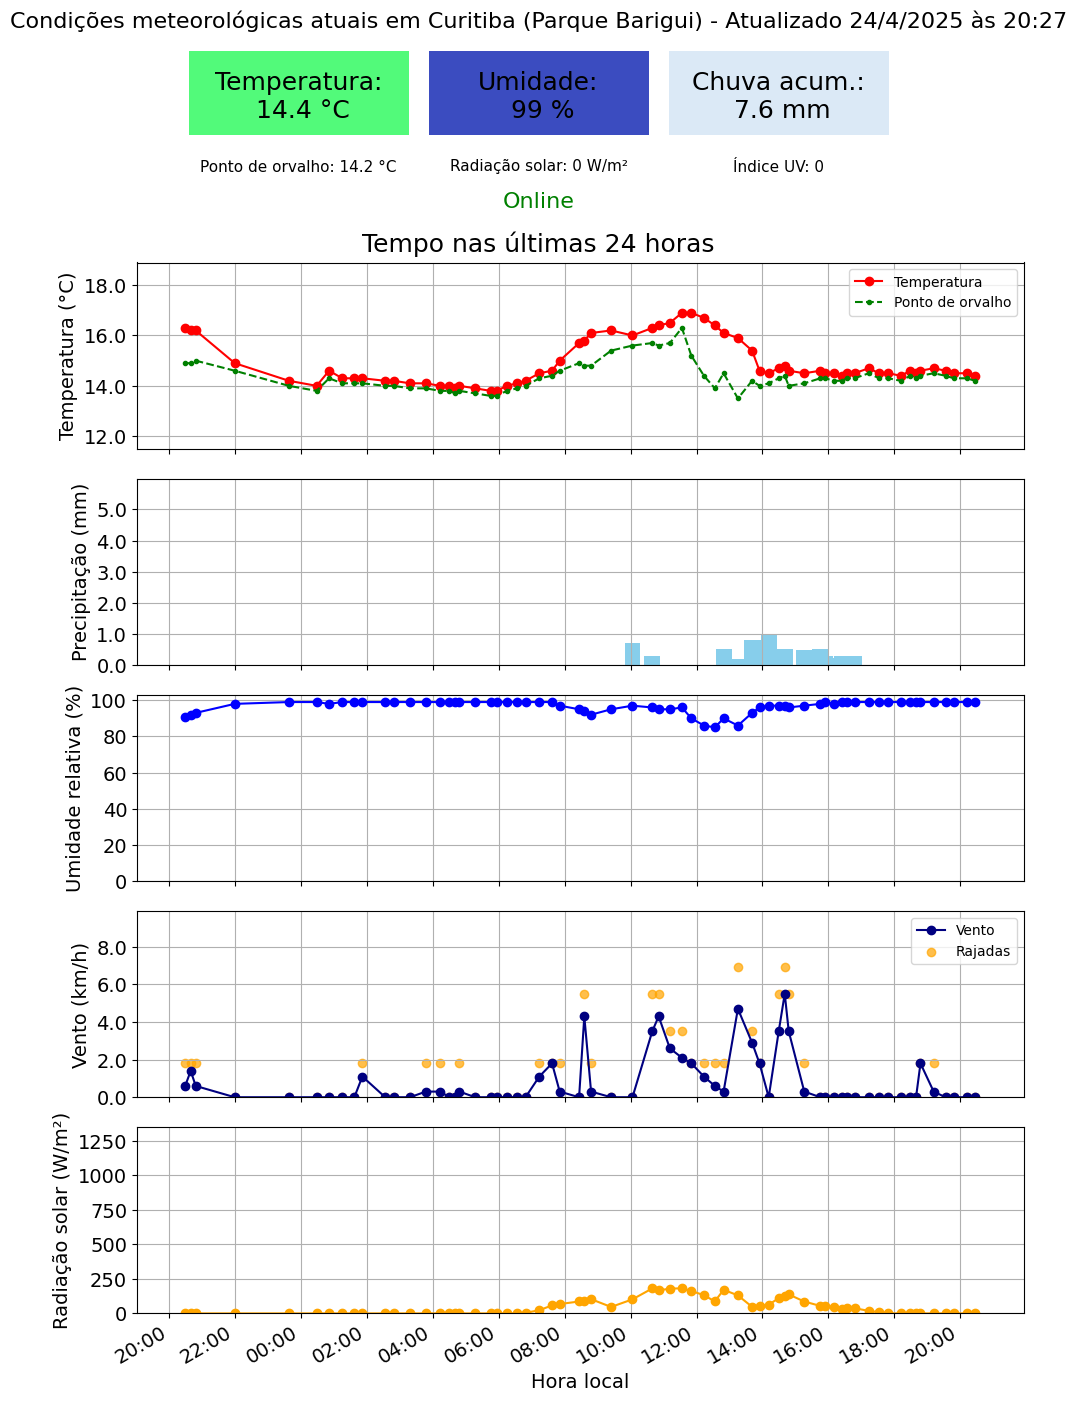 Condições meteorológicas atuais em Curitiba (Parque Barigui) - Atualizado 24/4/2025 às 20:27
Temperatura:
14.4 °C
Umidade:
99 %
Chuva acum.:
7.6 mm
Ponto de orvalho: 14.2 °C
Radiação solar: 0 W/m²
Índice UV: 0
Online
Tempo nas últimas 24 horas
Temperatura (°C)
18.0
16.0
14.0
12.0
Temperatura
Ponto de orvalho
Precipitação (mm)
5.0
4.0
3.0
2.0
1.0
0.0
Umidade relativa (%)
100
80
60
40
20
0
Vento (km/h)
8.0
6.0
4.0
2.0
0.0
Vento
Rajadas
Radiação solar (W/m²)
1250
1000
750
500
250
0
20:00
22:00
00:00
02:00
04:00
06:00
08:00
10:00
12:00
14:00
16:00
18:00
20:00
Hora local